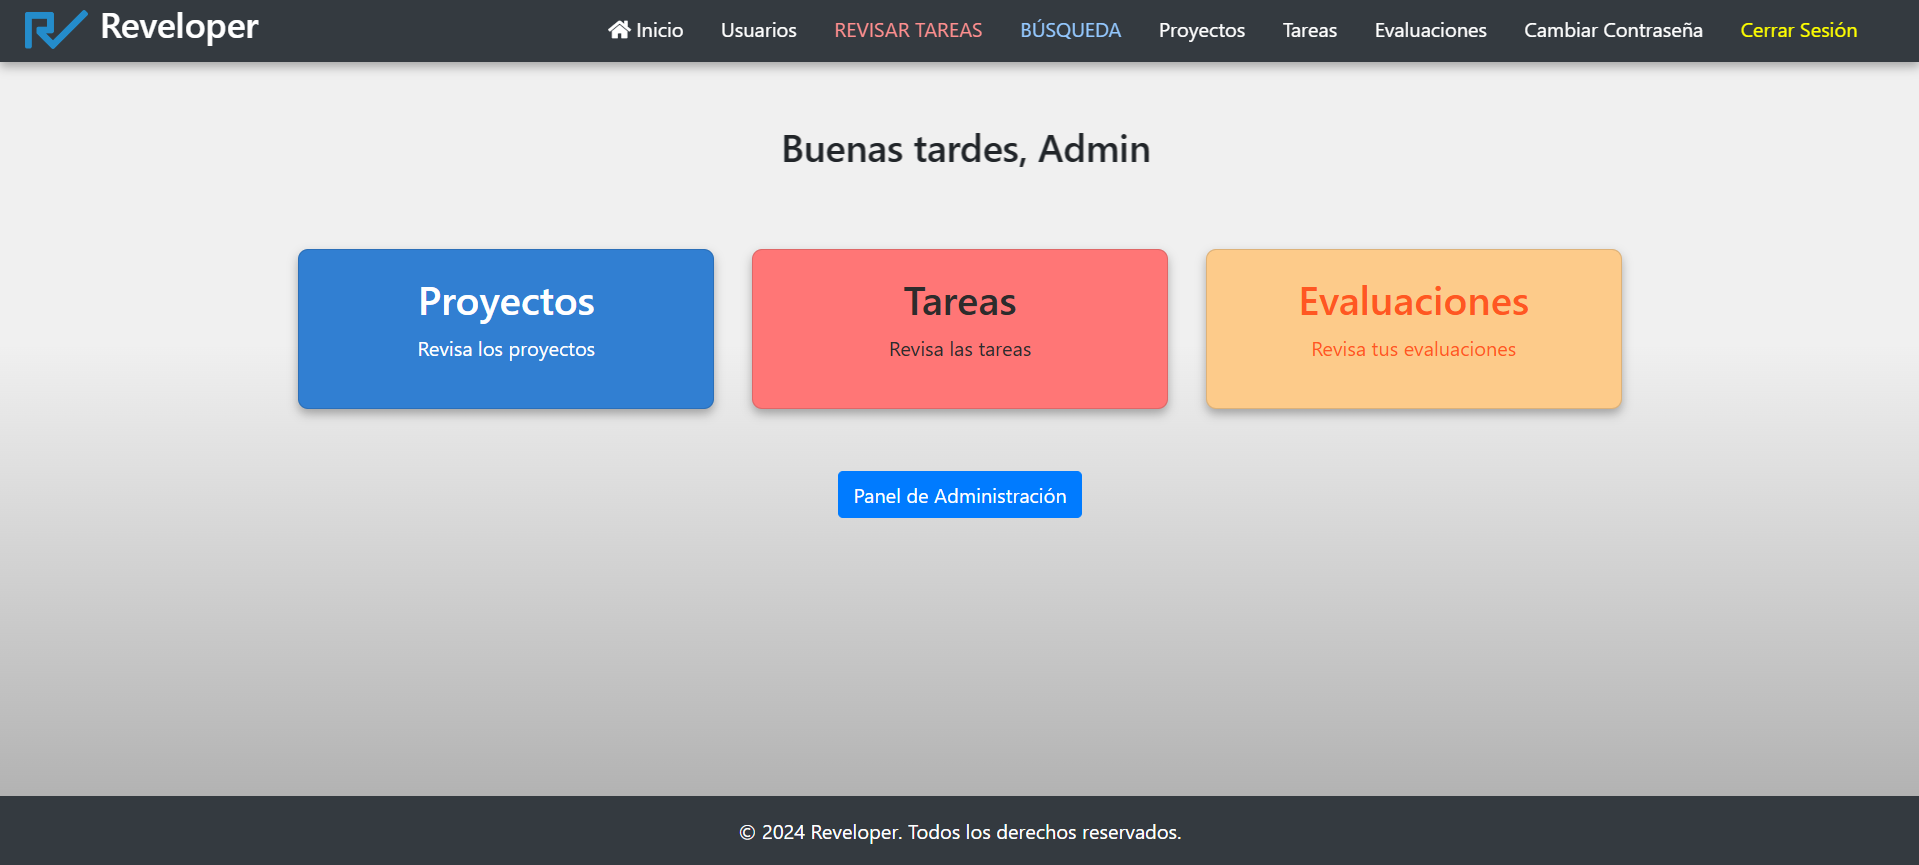 Reveloper
Inicio Usuarios REVISAR TAREAS BÚSQUEDA Proyectos Tareas Evaluaciones Cambiar Contraseña Cerrar Sesión
Buenas tardes, Admin
Proyectos
Revisa los proyectos
Tareas
Revisa las tareas
Evaluaciones
Revisa tus evaluaciones
Panel de Administración
© 2024 Reveloper. Todos los derechos reservados.